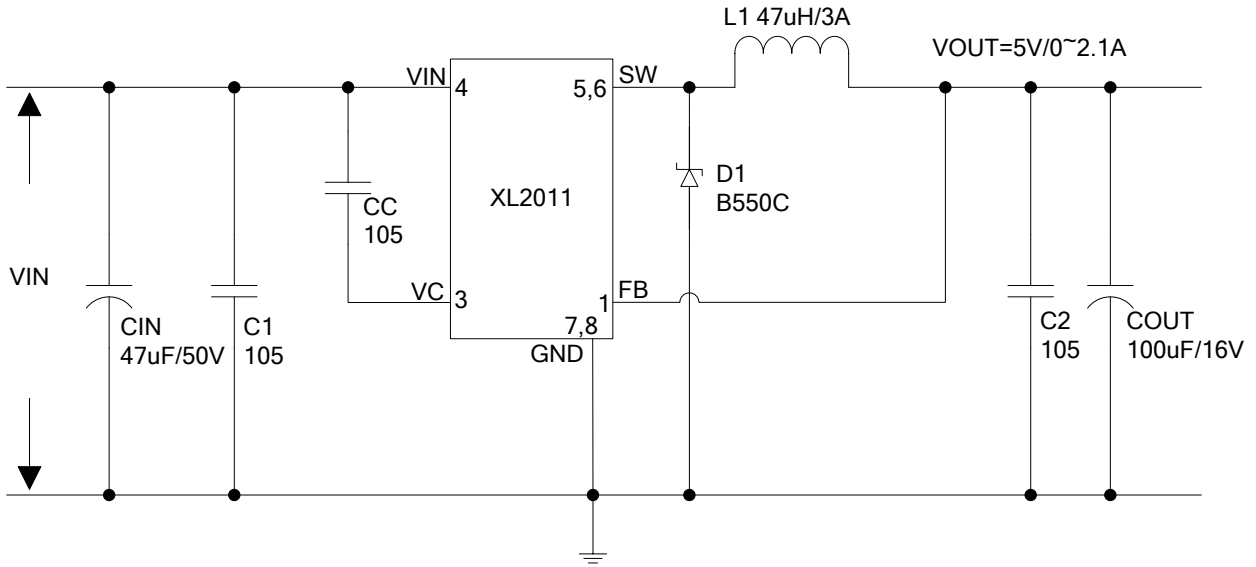 L1 47uH/3A
VOUT=5V/0~2.1A
VIN
4
5,6
SW
D1
B550C
XL2011
CC
105
VIN
VC
3
1
FB
7,8
GND
CIN
47uF/50V
C1
105
C2
105
COUT
100uF/16V